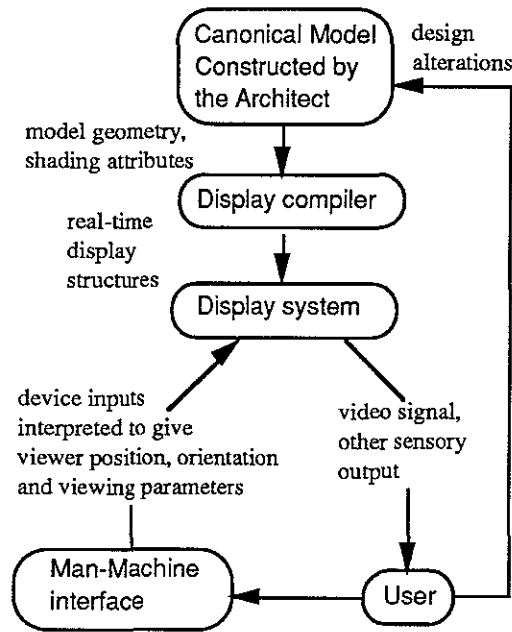 Canonical Model
Constructed by
the Architect
design
alterations
model geometry,
shading attributes
Display compiler
real-time
display
structures
Display system
device inputs
interpreted to give
viewer position, orientation
and viewing parameters
video signal,
other sensory
output
Man-Machine
interface
User